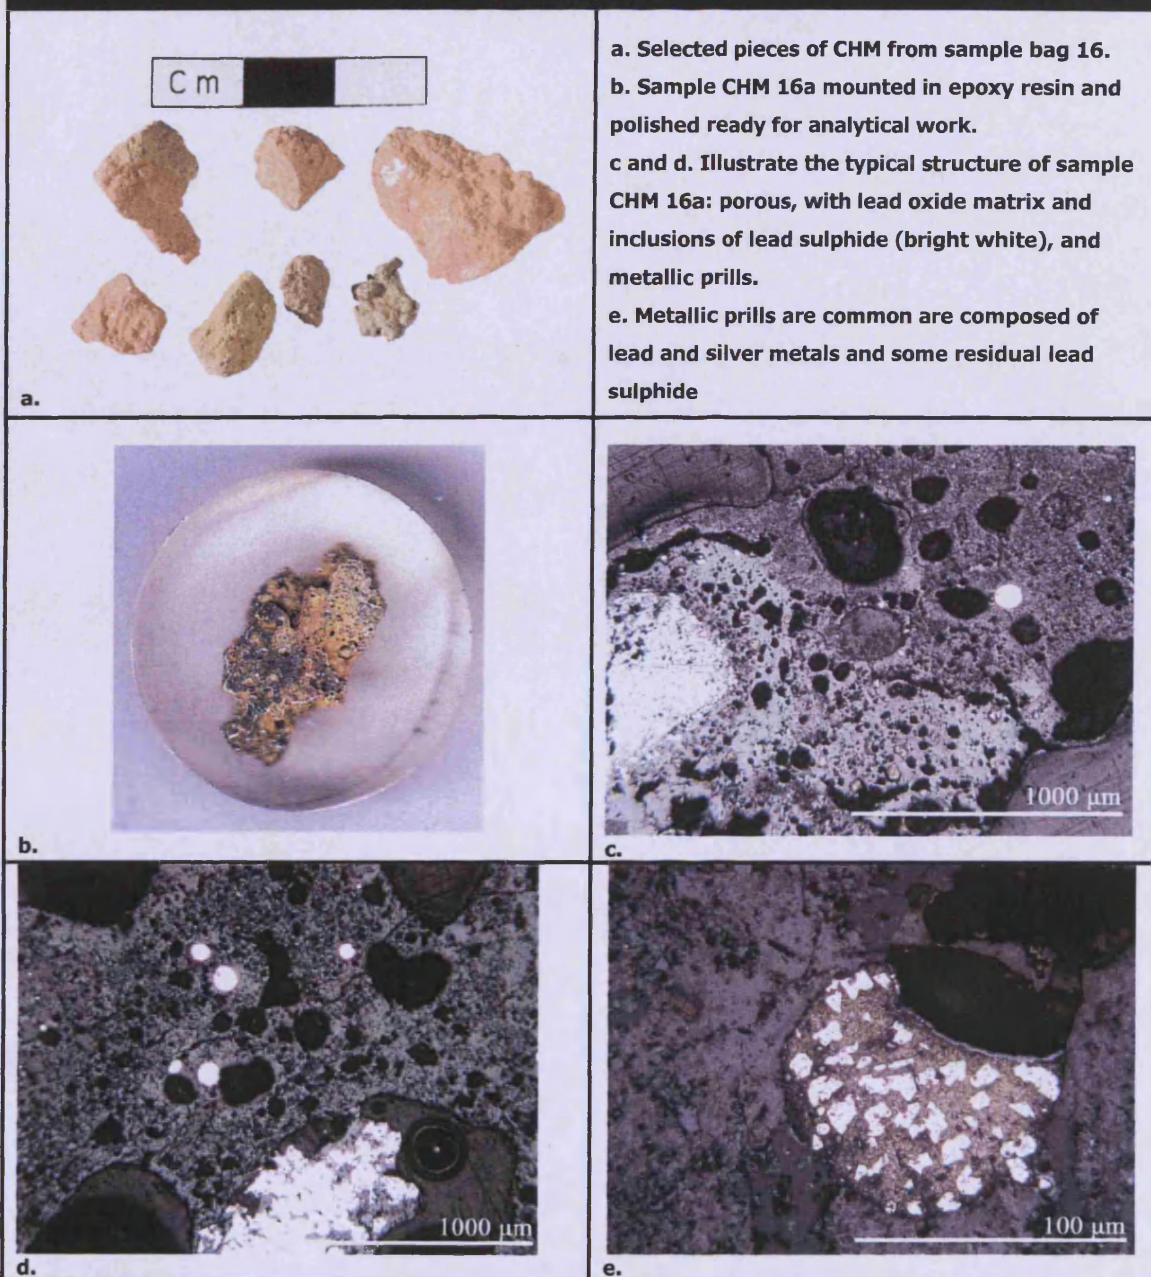 Cm
a. Selected pieces of CHM from sample bag 16.
b. Sample CHM 16a mounted in epoxy resin and
polished ready for analytical work.
c and d. Illustrate the typical structure of sample
CHM 16a: porous, with lead oxide matrix and
inclusions of lead sulphide (bright white), and
metallic prills.
e. Metallic prills are common are composed of
lead and silver metals and some residual lead
sulphide
a.
b.
1000 µm
c.
1000 µm
d.
100 µm
e.